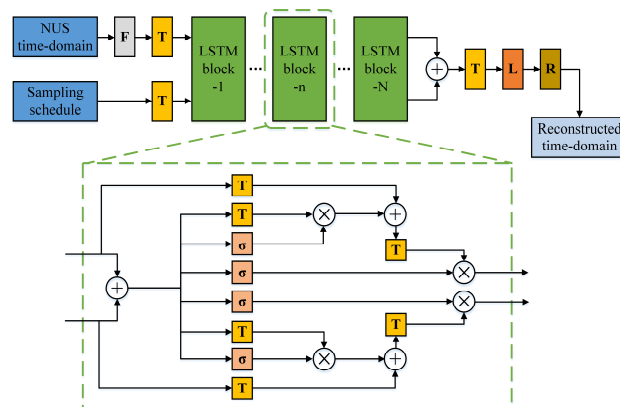 NUS
time-domain
F
T
LSTM
block
-1
...
LSTM
block
-n
...
LSTM
block
-N
+
T
L
R
Sampling
schedule
T
Reconstructed
time-domain
T
T
×
+
σ
T
σ
×
+
σ
×
T
T
σ
×
+
T